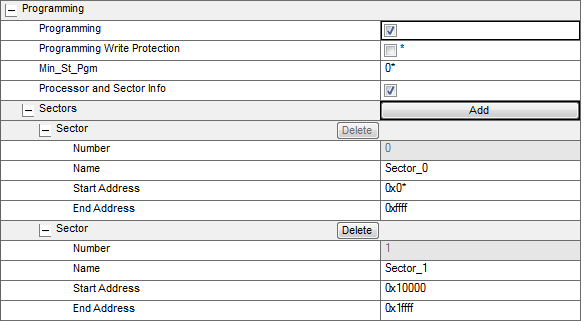 Programming
Programming
Programming Write Protection *
Min_St_Pgm 0*
Processor and Sector Info
Sectors Add
Sector Delete
Number 0
Name Sector_0
Start Address 0x0*
End Address 0xffff
Sector Delete
Number 1
Name Sector_1
Start Address 0x10000
End Address 0x1ffff